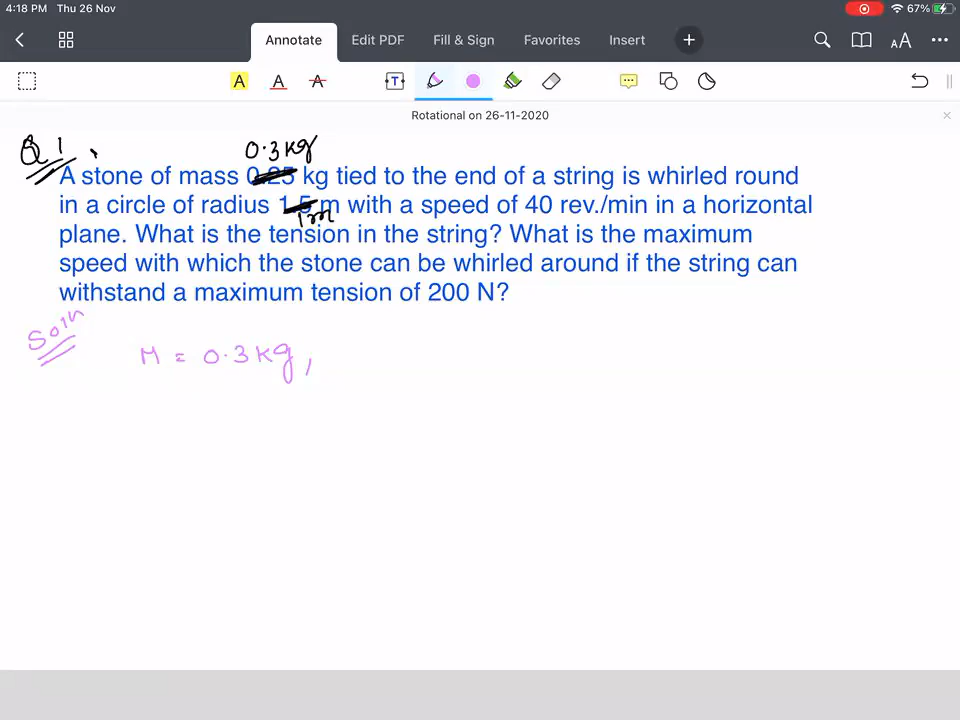 4:18 PM Thu 26 Nov 67%
Annotate Edit PDF Fill & Sign Favorites Insert
A A A T AA
Rotational on 26-11-2020
Q1. 0.3 kg
A stone of mass 0.25 kg tied to the end of a string is whirled round
in a circle of radius 1.5 m with a speed of 40 rev./min in a horizontal
1m
plane. What is the tension in the string? What is the maximum
speed with which the stone can be whirled around if the string can
withstand a maximum tension of 200 N?
Soln
M = 0.3 kg,